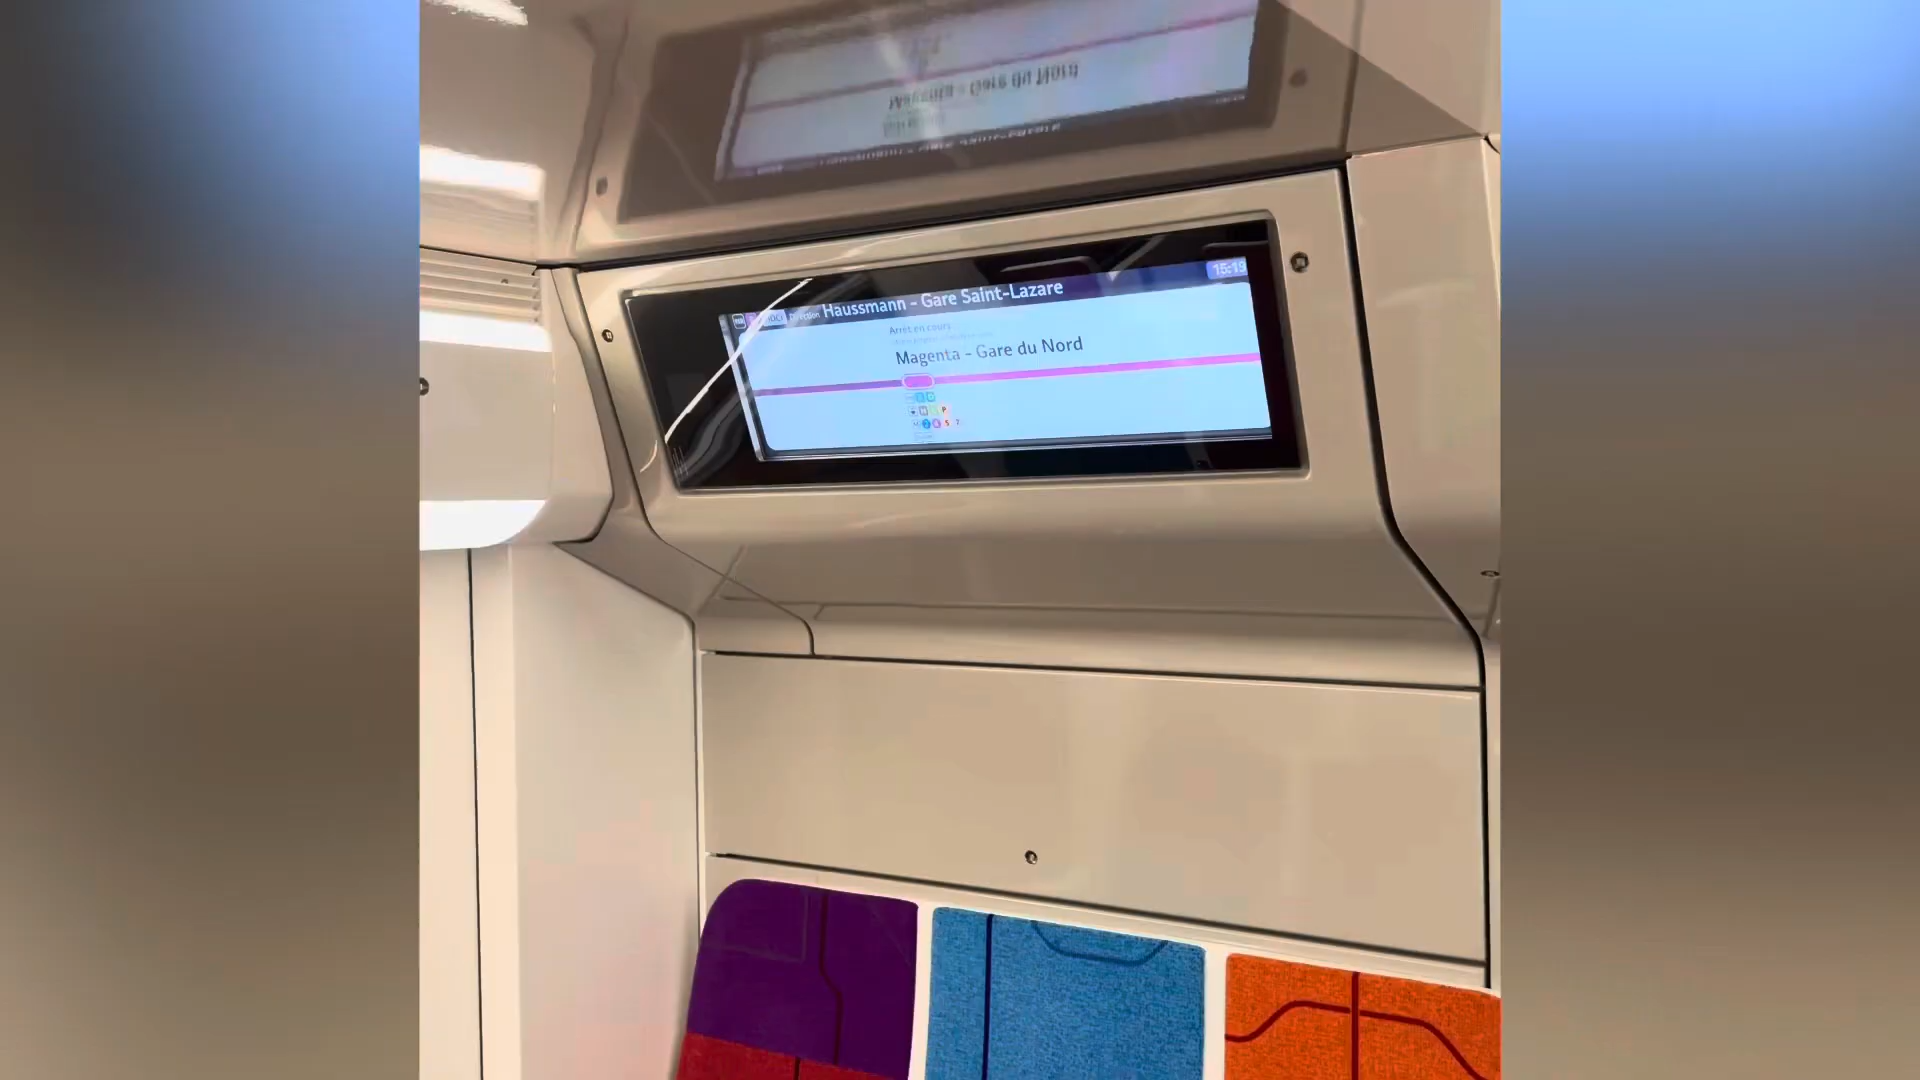 Direction Haussmann - Gare Saint-Lazare 15:19
Arrêt en cours
Magenta - Gare du Nord
P